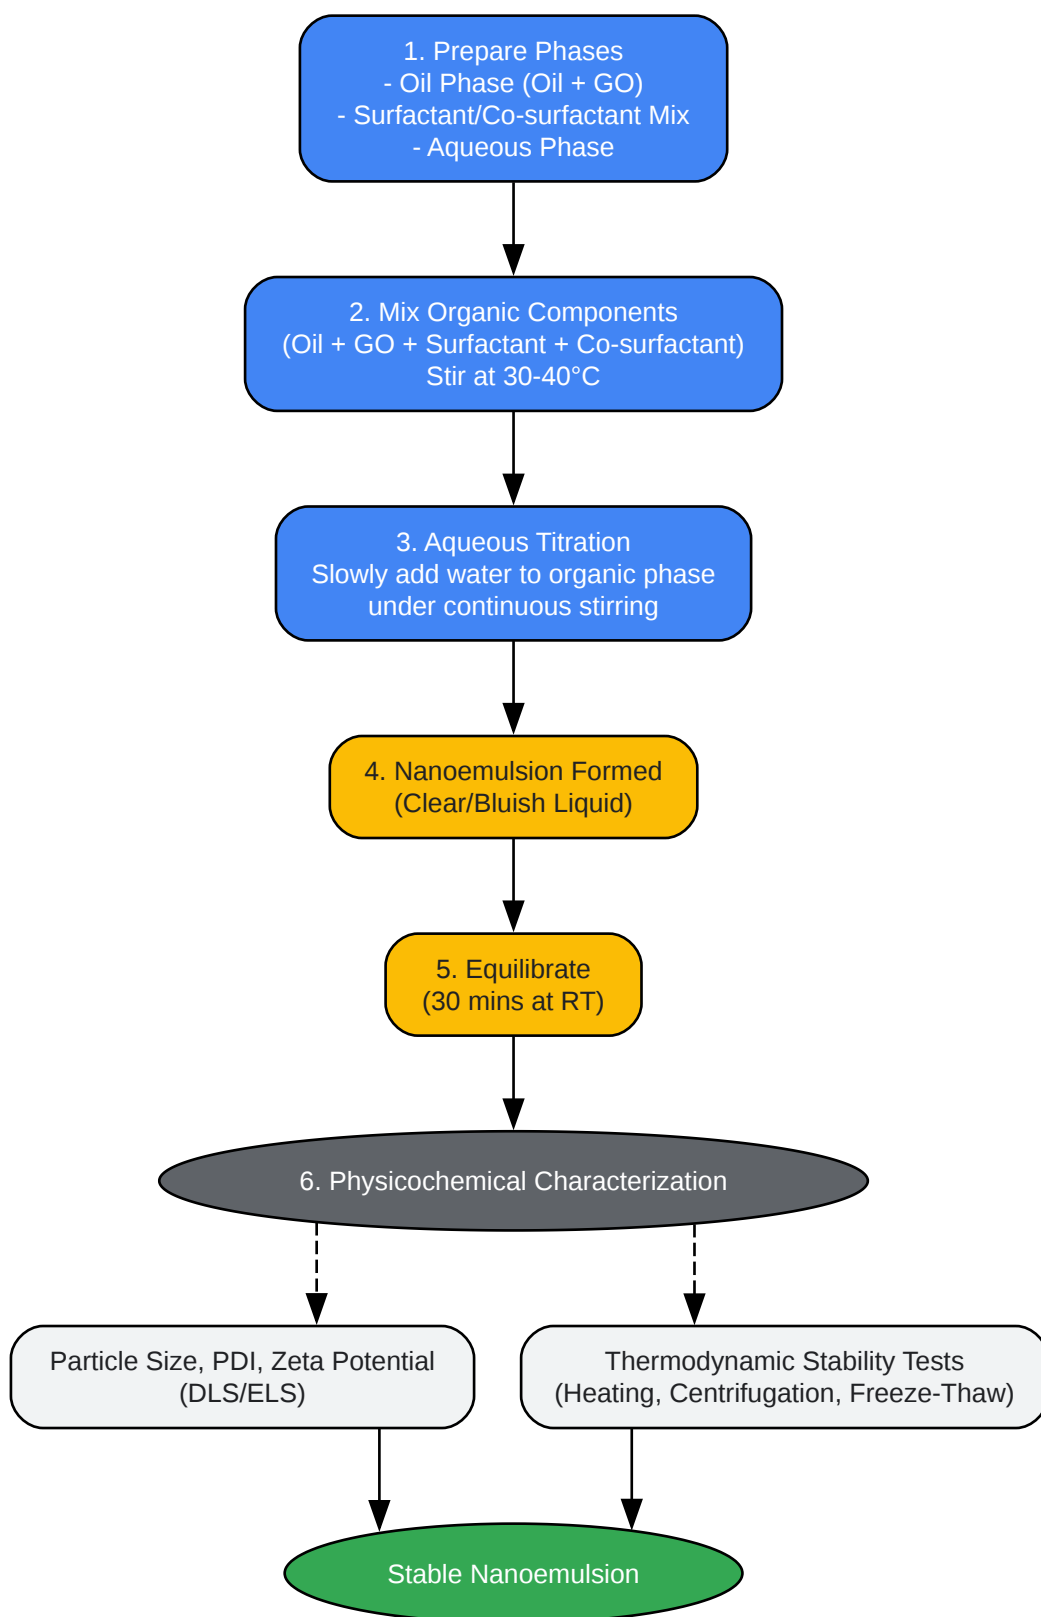 1. Prepare Phases
- Oil Phase (Oil + GO)
- Surfactant/Co-surfactant Mix
- Aqueous Phase
2. Mix Organic Components
(Oil + GO + Surfactant + Co-surfactant)
Stir at 30-40°C
3. Aqueous Titration
Slowly add water to organic phase
under continuous stirring
4. Nanoemulsion Formed
(Clear/Bluish Liquid)
5. Equilibrate
(30 mins at RT)
6. Physicochemical Characterization
Particle Size, PDI, Zeta Potential
(DLS/ELS)
Thermodynamic Stability Tests
(Heating, Centrifugation, Freeze-Thaw)
Stable Nanoemulsion